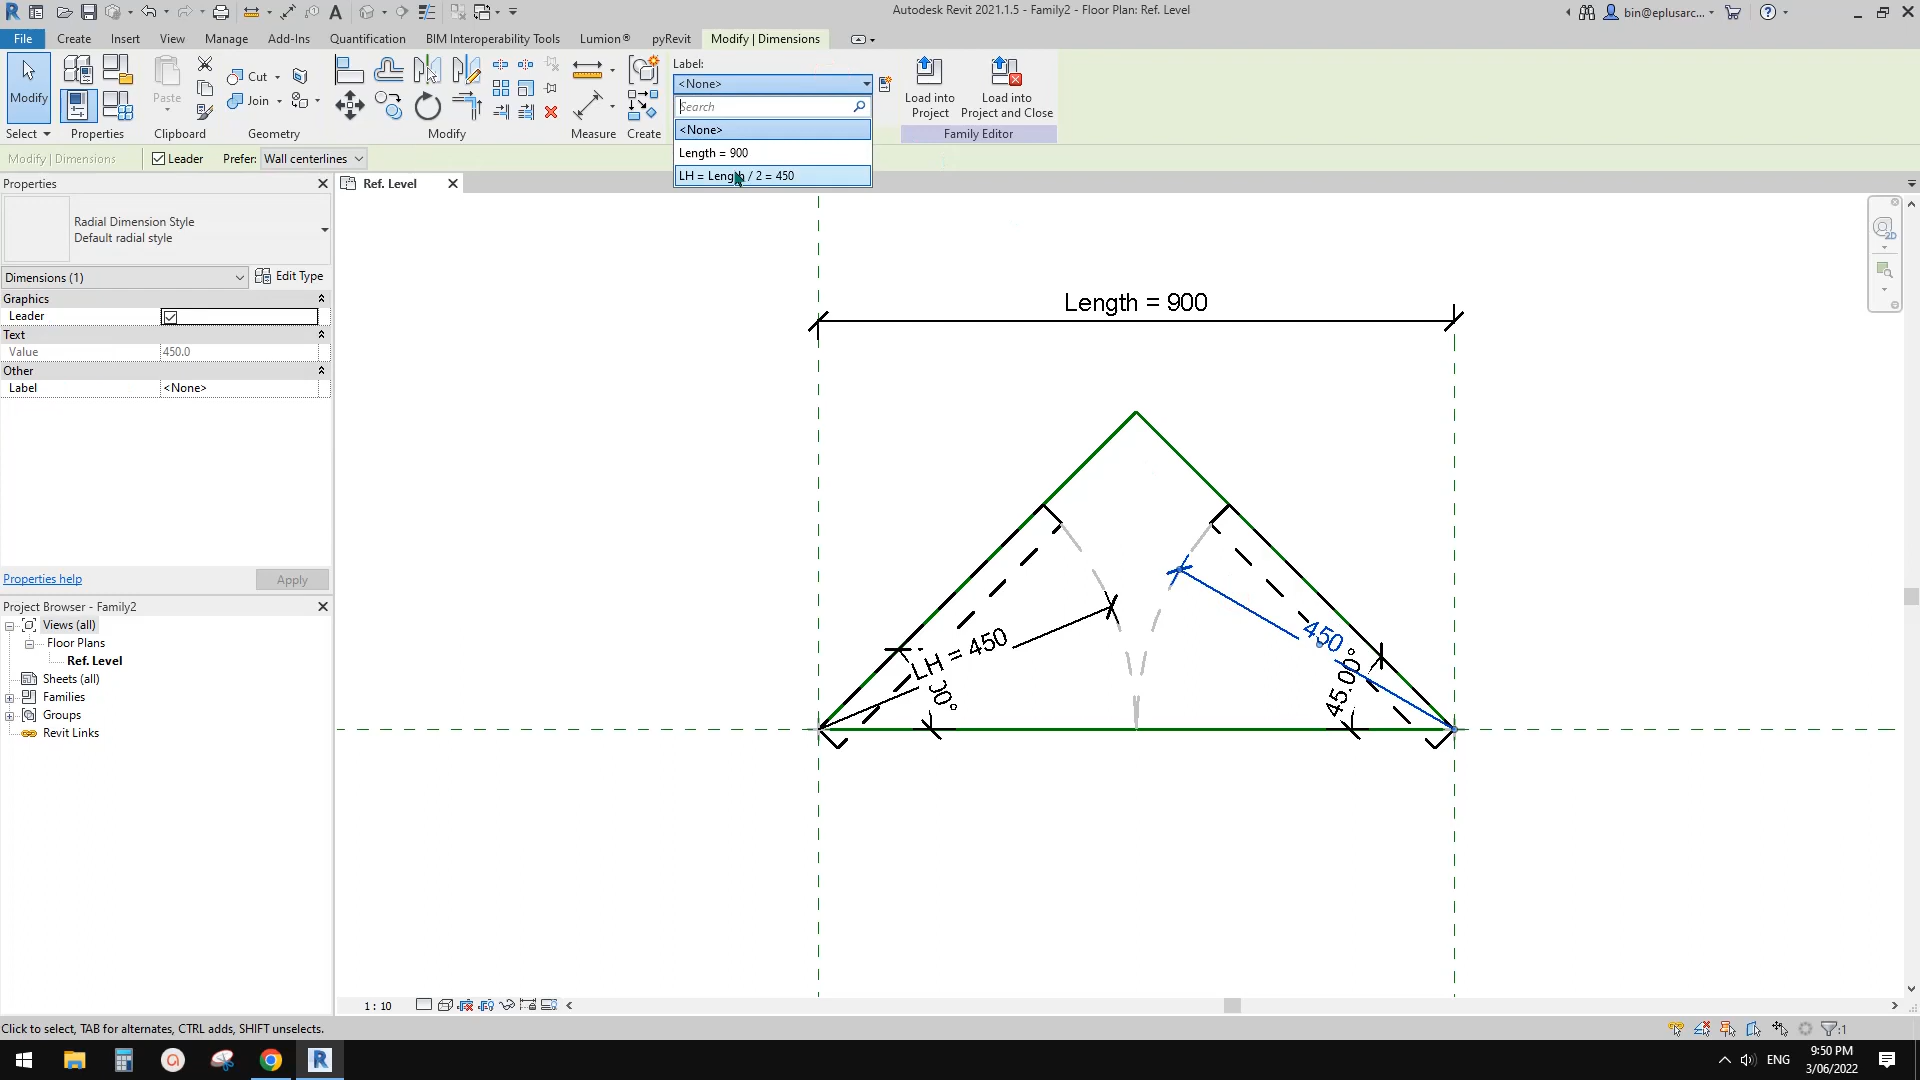 Autodesk Revit 2021.1.5 - Family2 - Floor Plan: Ref. Level
bin@eplusarc...
File
Create
Insert
View
Manage
Add-Ins
Quantification
BIM Interoperability Tools
Lumion®
pyRevit
Modify | Dimensions
Modify
Paste
Cut
Join
Label:
<None>
Search
<None>
Length = 900
LH = Length / 2 = 450
Load into
Project
Load into
Project and Close
Select
Properties
Clipboard
Geometry
Modify
Measure
Create
Family Editor
Modify | Dimensions
Leader
Prefer:
Wall centerlines
Properties
Radial Dimension Style
Default radial style
Dimensions (1)
Edit Type
Graphics
Leader
Text
Value
450.0
Other
Label
<None>
Properties help
Apply
Project Browser - Family2
Views (all)
Floor Plans
Ref. Level
Sheets (all)
Families
Groups
Revit Links
Ref. Level
2D
Length = 900
LH = 450
450
45.00°
1 : 10
Click to select, TAB for alternates, CTRL adds, SHIFT unselects.
:1
ENG
9:50 PM
3/06/2022